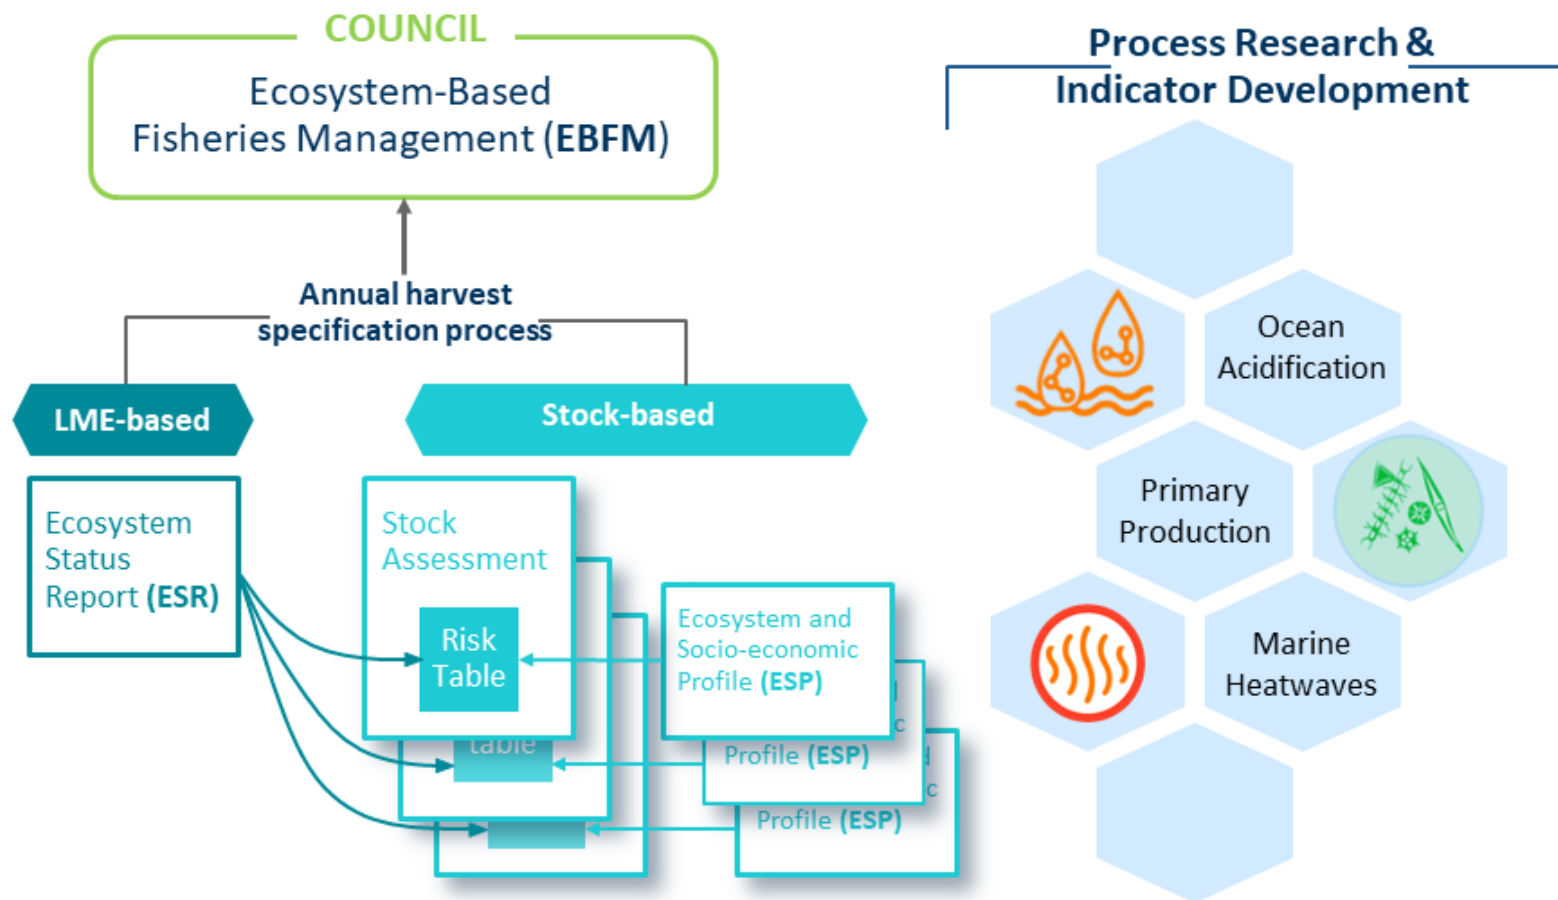 COUNCIL
Ecosystem-Based
Fisheries Management (EBFM)
Annual harvest
specification process
LME-based
Stock-based
Ecosystem
Status
Report (ESR)
Stock
Assessment
Risk
Table
table
Ecosystem and
Socio-economic
Profile (ESP)
Profile (ESP)
Profile (ESP)
Process Research &
Indicator Development
Ocean
Acidification
Primary
Production
Marine
Heatwaves